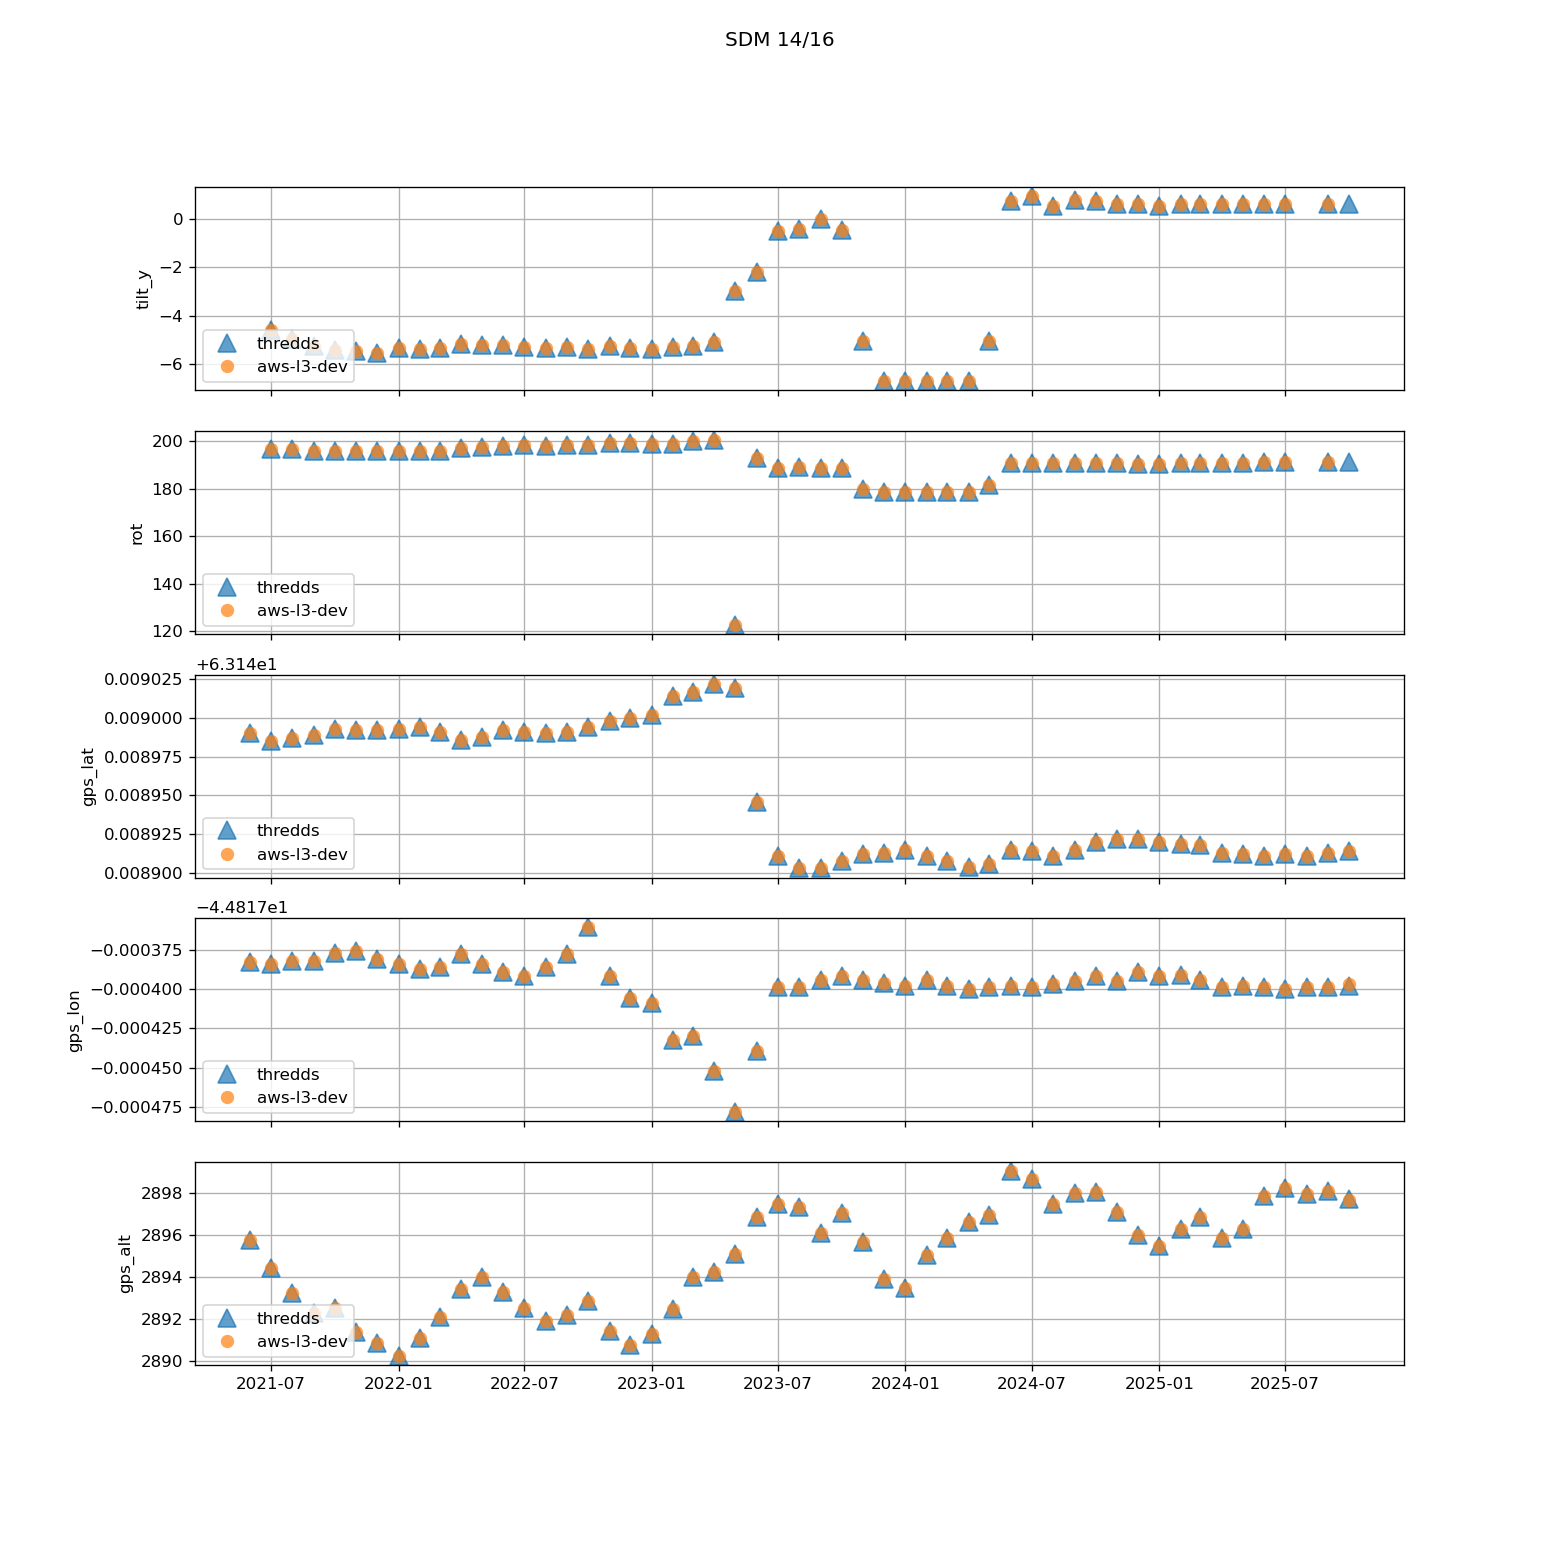 SDM 14/16
0
−2
−4
−6
tilt_y
thredds
aws-l3-dev
200
180
160
140
120
rot
thredds
aws-l3-dev
+6.314e1
0.009025
0.009000
0.008975
0.008950
0.008925
0.008900
gps_lat
thredds
aws-l3-dev
−4.4817e1
−0.000375
−0.000400
−0.000425
−0.000450
−0.000475
gps_lon
thredds
aws-l3-dev
2898
2896
2894
2892
2890
gps_alt
thredds
aws-l3-dev
2021-07 2022-01 2022-07 2023-01 2023-07 2024-01 2024-07 2025-01 2025-07